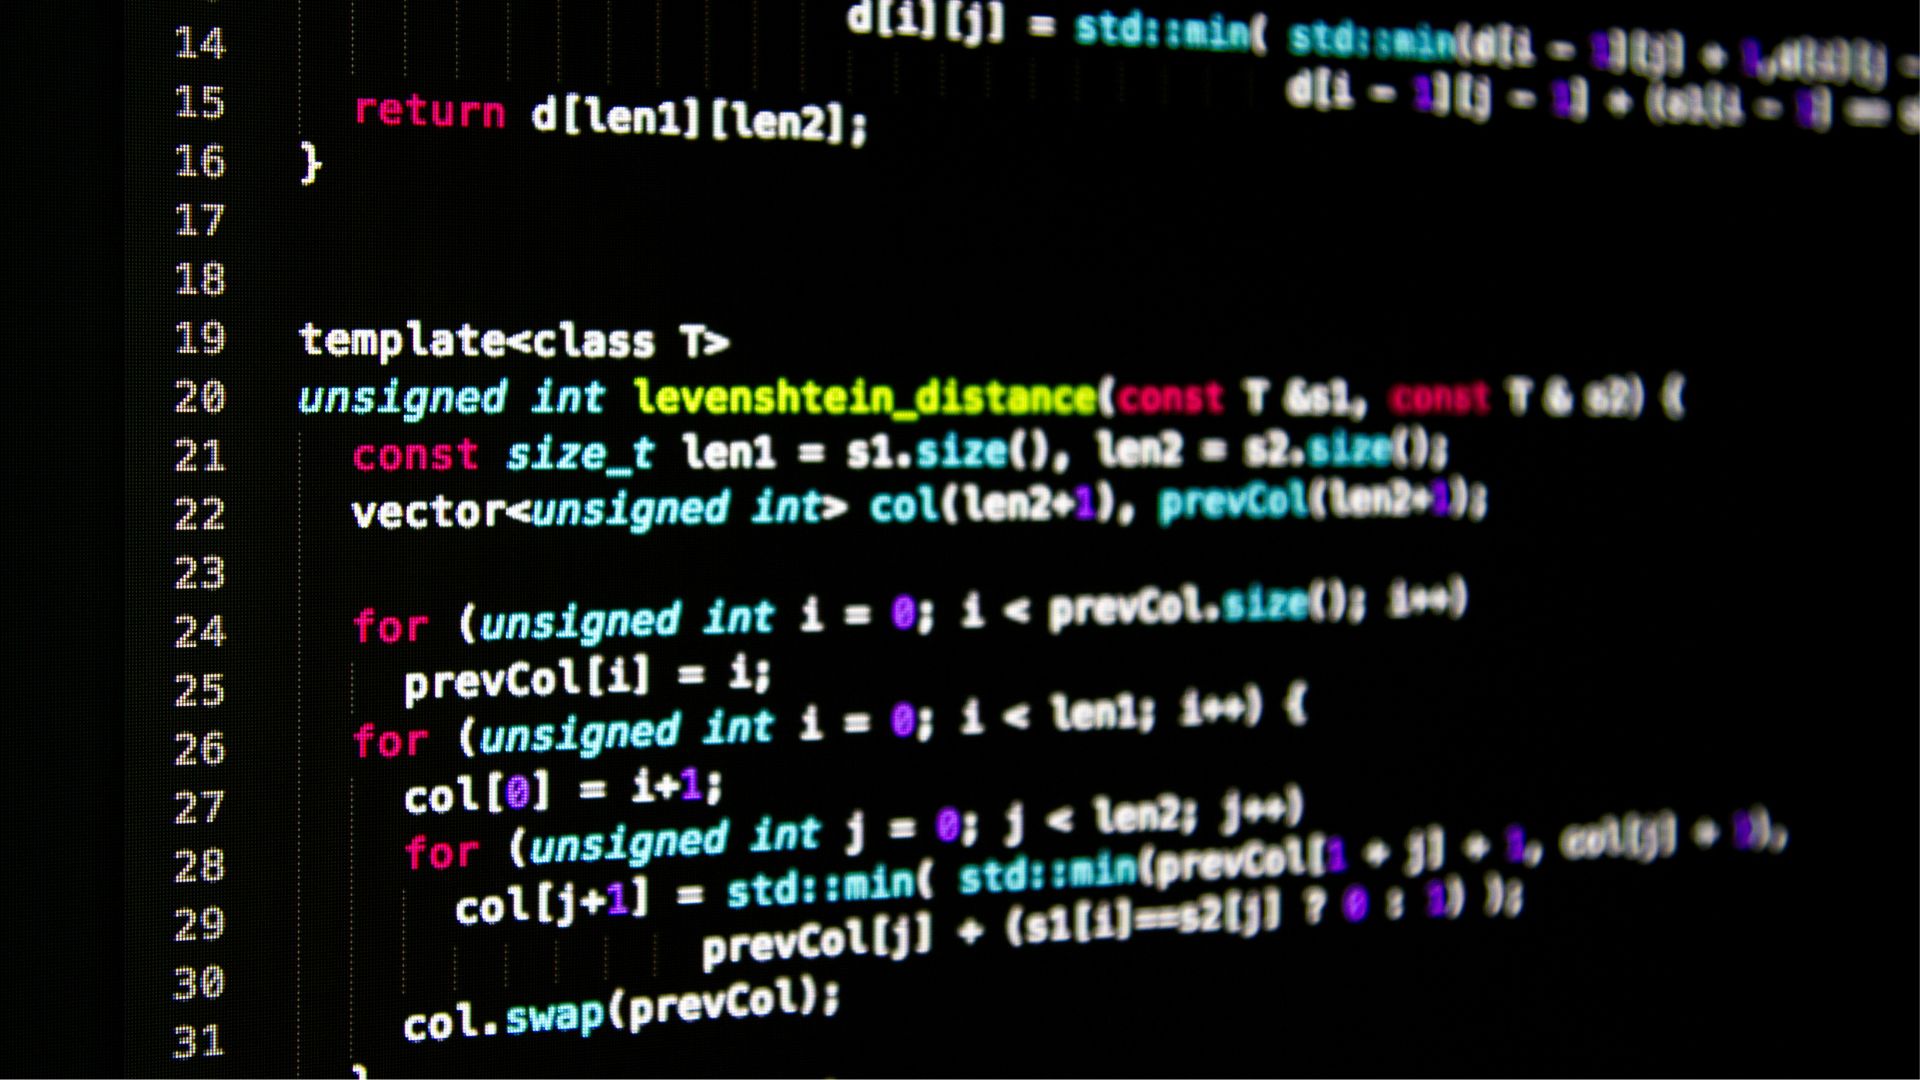 14 d[i][j] = std::min( std::min(d[i - 1][j] + 1,d[i][j -
d[i - 1][j - 1] + (s1[i - 1] ==
15 return d[len1][len2];
16 }
17
18
19 template<class T>
20 unsigned int levenshtein_distance(const T &s1, const T & s2) {
21 const size_t len1 = s1.size(), len2 = s2.size();
22 vector<unsigned int> col(len2+1), prevCol(len2+1);
23
24 for (unsigned int i = 0; i < prevCol.size(); i++)
25 prevCol[i] = i;
26 for (unsigned int i = 0; i < len1; i++) {
27 col[0] = i+1;
28 for (unsigned int j = 0; j < len2; j++)
29 col[j+1] = std::min( std::min(prevCol[1 + j] + 1, col[j] + 1),
30 prevCol[j] + (s1[i]==s2[j] ? 0 : 1) );
31 col.swap(prevCol);